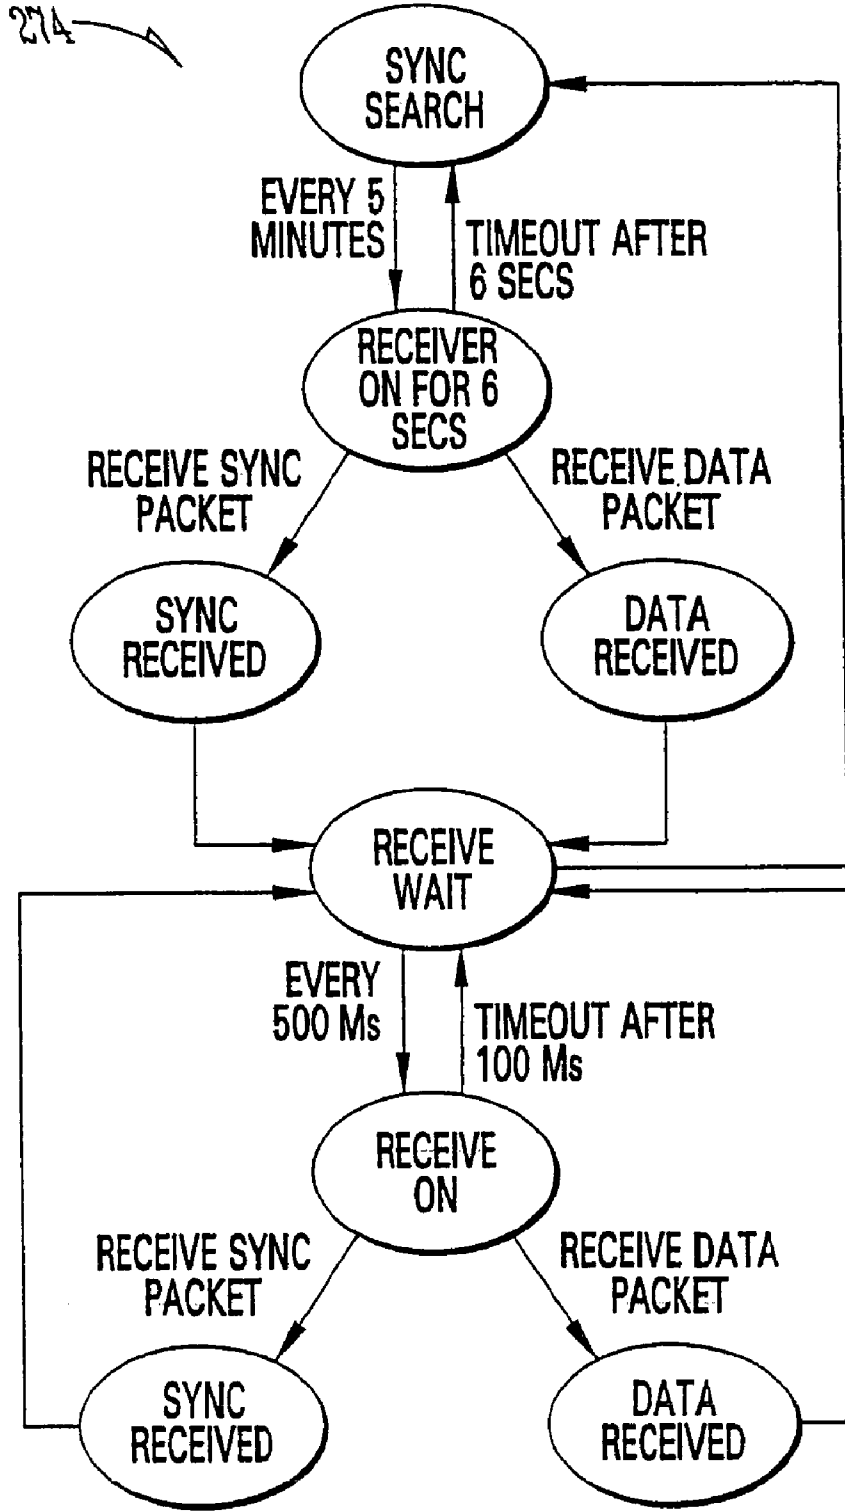 274
SYNC
SEARCH
EVERY 5
MINUTES
TIMEOUT AFTER
6 SECS
RECEIVER
ON FOR 6
SECS
RECEIVE SYNC
PACKET
RECEIVE DATA
PACKET
SYNC
RECEIVED
DATA
RECEIVED
RECEIVE
WAIT
EVERY
500 Ms
TIMEOUT AFTER
100 Ms
RECEIVE
ON
RECEIVE SYNC
PACKET
RECEIVE DATA
PACKET
SYNC
RECEIVED
DATA
RECEIVED